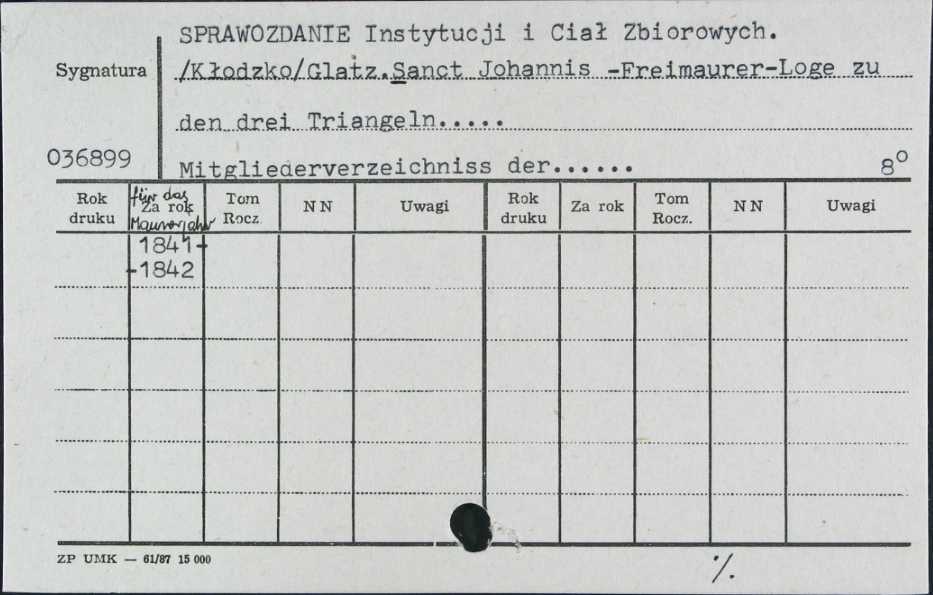 SPRAWOZDANIE Instytucji i Ciał Zbiorowych.
Sygnatura
/Kłodzko/Glatz.Sanct Johannis -Freimaurer-Loge zu
den drei Triangeln.....
036899
Mitgliederverzeichniss der......
8°
Rok druku
für das
Za rok
Maurerjahr
Tom Rocz.
NN
Uwagi
Rok druku
Za rok
Tom Rocz.
NN
Uwagi
1841-
-1842
ZP UMK — 61/87 15 000
%.